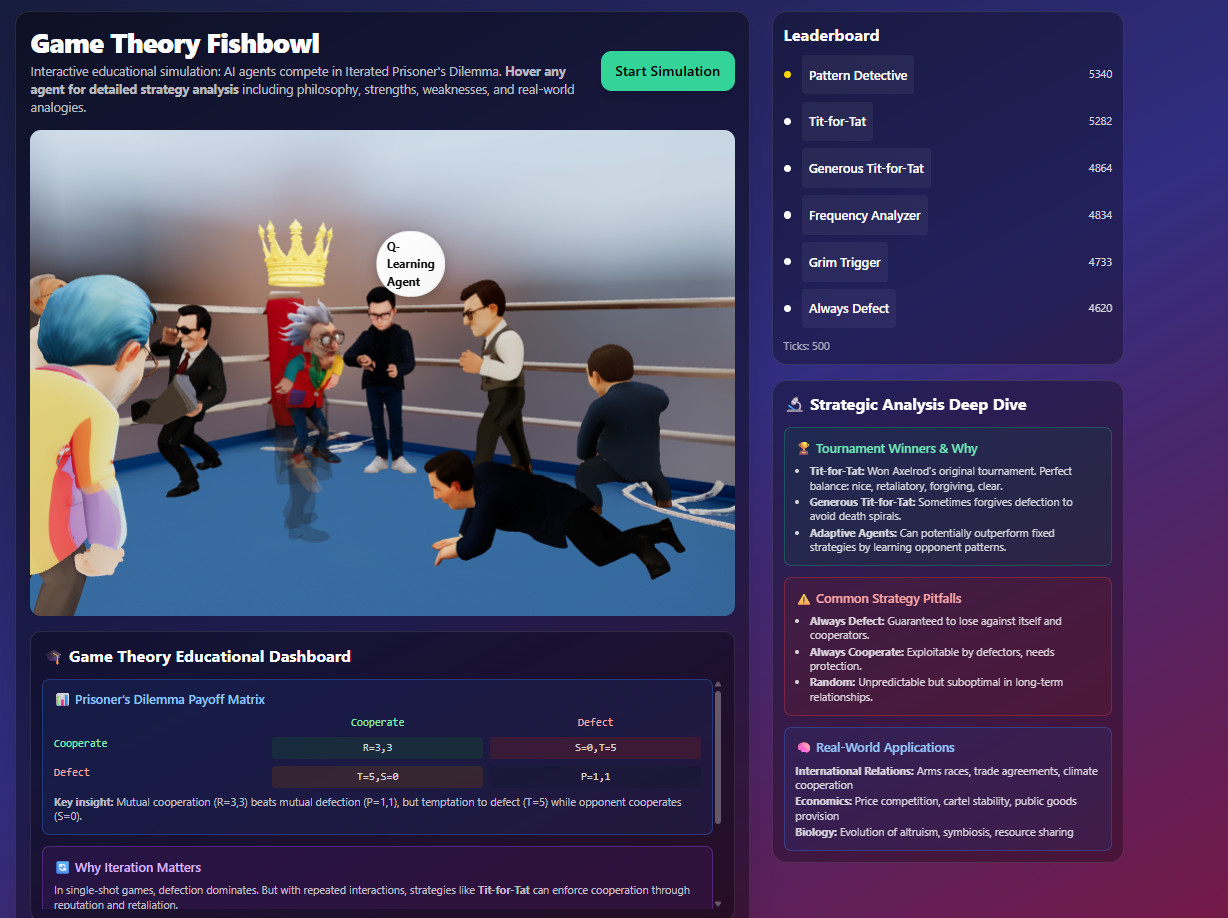 Game Theory Fishbowl
Interactive educational simulation: AI agents compete in Iterated Prisoner's Dilemma. Hover any
agent for detailed strategy analysis including philosophy, strengths, weaknesses, and real-world
analogies.
Start Simulation
Q-
Learning
Agent
Game Theory Educational Dashboard
Prisoner's Dilemma Payoff Matrix
Cooperate Defect
Cooperate R=3,3 S=0,T=5
Defect T=5,S=0 P=1,1
Key insight: Mutual cooperation (R=3,3) beats mutual defection (P=1,1), but temptation to defect (T=5) while opponent cooperates
(S=0).
Why Iteration Matters
In single-shot games, defection dominates. But with repeated interactions, strategies like Tit-for-Tat can enforce cooperation through
reputation and retaliation.
Leaderboard
Pattern Detective 5340
Tit-for-Tat 5282
Generous Tit-for-Tat 4864
Frequency Analyzer 4834
Grim Trigger 4733
Always Defect 4620
Ticks: 500
Strategic Analysis Deep Dive
Tournament Winners & Why
Tit-for-Tat: Won Axelrod's original tournament. Perfect
balance: nice, retaliatory, forgiving, clear.
Generous Tit-for-Tat: Sometimes forgives defection to
avoid death spirals.
Adaptive Agents: Can potentially outperform fixed
strategies by learning opponent patterns.
Common Strategy Pitfalls
Always Defect: Guaranteed to lose against itself and
cooperators.
Always Cooperate: Exploitable by defectors, needs
protection.
Random: Unpredictable but suboptimal in long-term
relationships.
Real-World Applications
International Relations: Arms races, trade agreements, climate
cooperation
Economics: Price competition, cartel stability, public goods
provision
Biology: Evolution of altruism, symbiosis, resource sharing